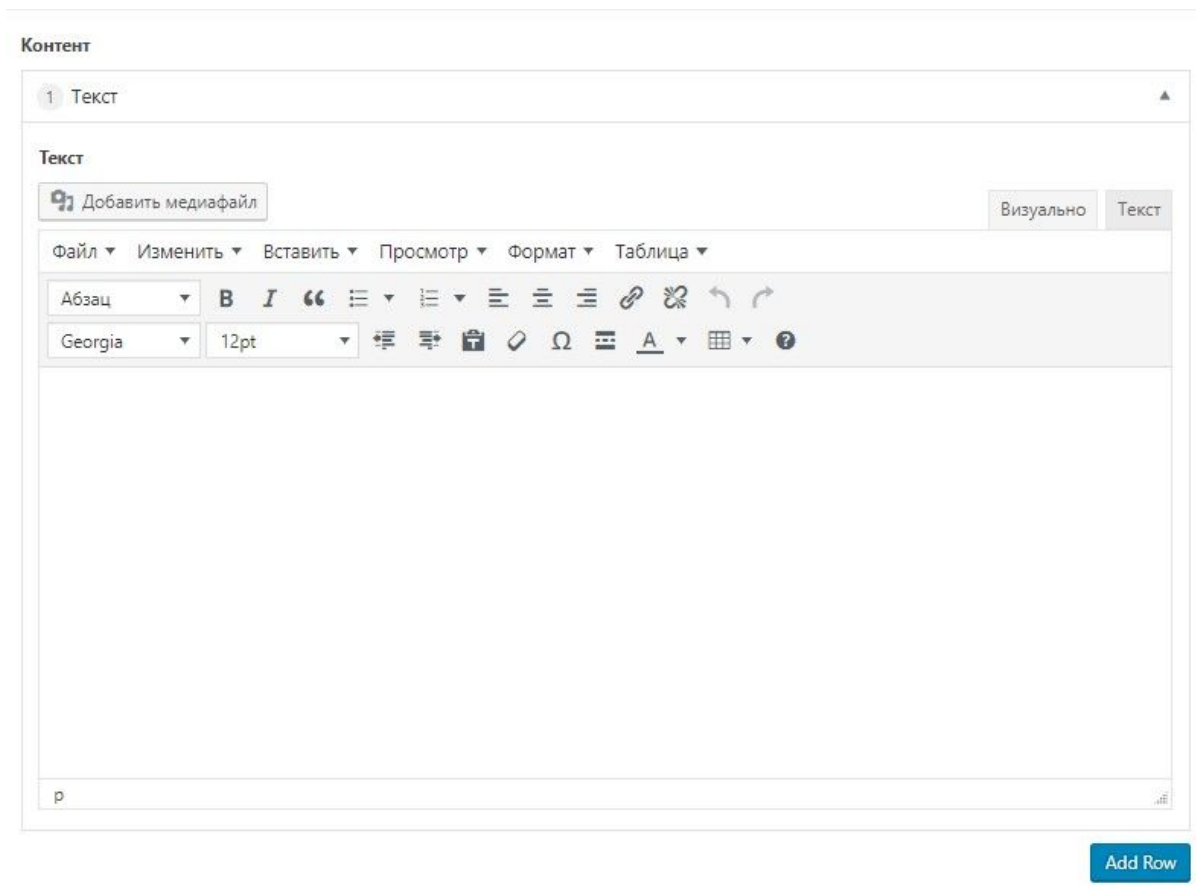 Контент
1 Текст
Текст
Добавить медиафайл
Визуально Текст
Файл Изменить Вставить Просмотр Формат Таблица
Абзац B I
Georgia 12pt Ω A
p
Add Row